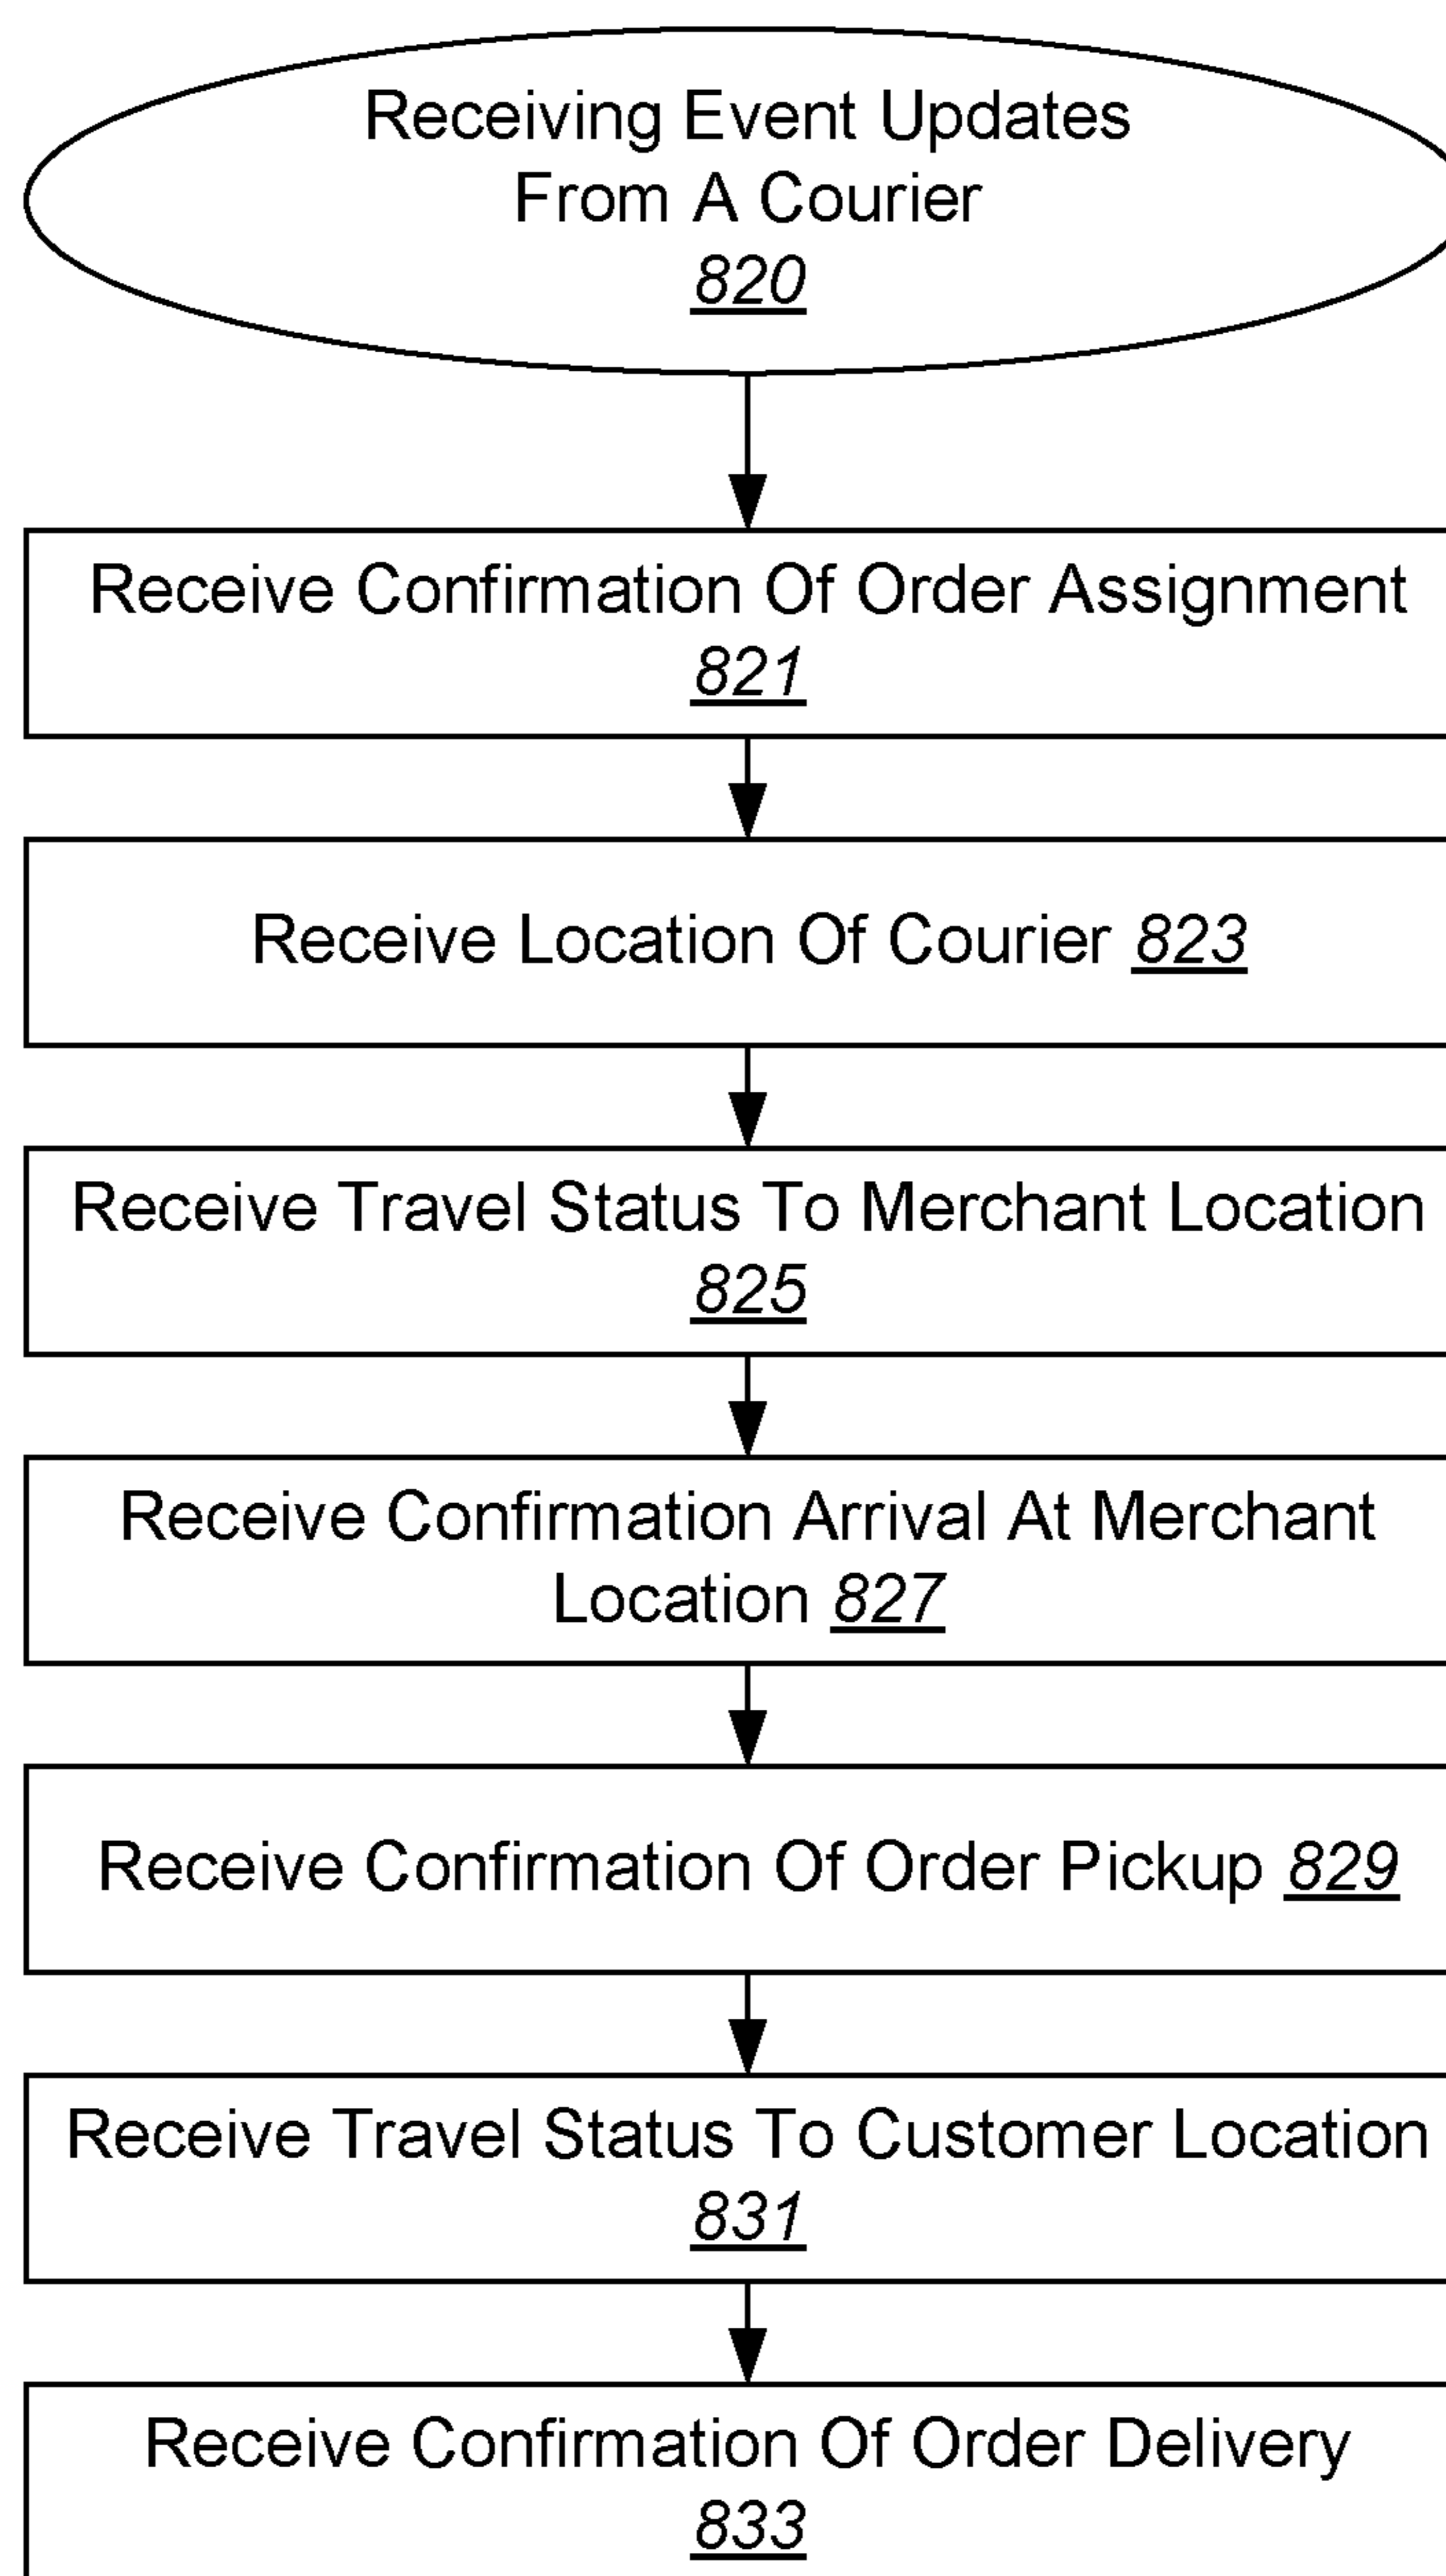 Receiving Event Updates
From A Courier
820
Receive Confirmation Of Order Assignment
821
Receive Location Of Courier 823
Receive Travel Status To Merchant Location
825
Receive Confirmation Arrival At Merchant
Location 827
Receive Confirmation Of Order Pickup 829
Receive Travel Status To Customer Location
831
Receive Confirmation Of Order Delivery
833